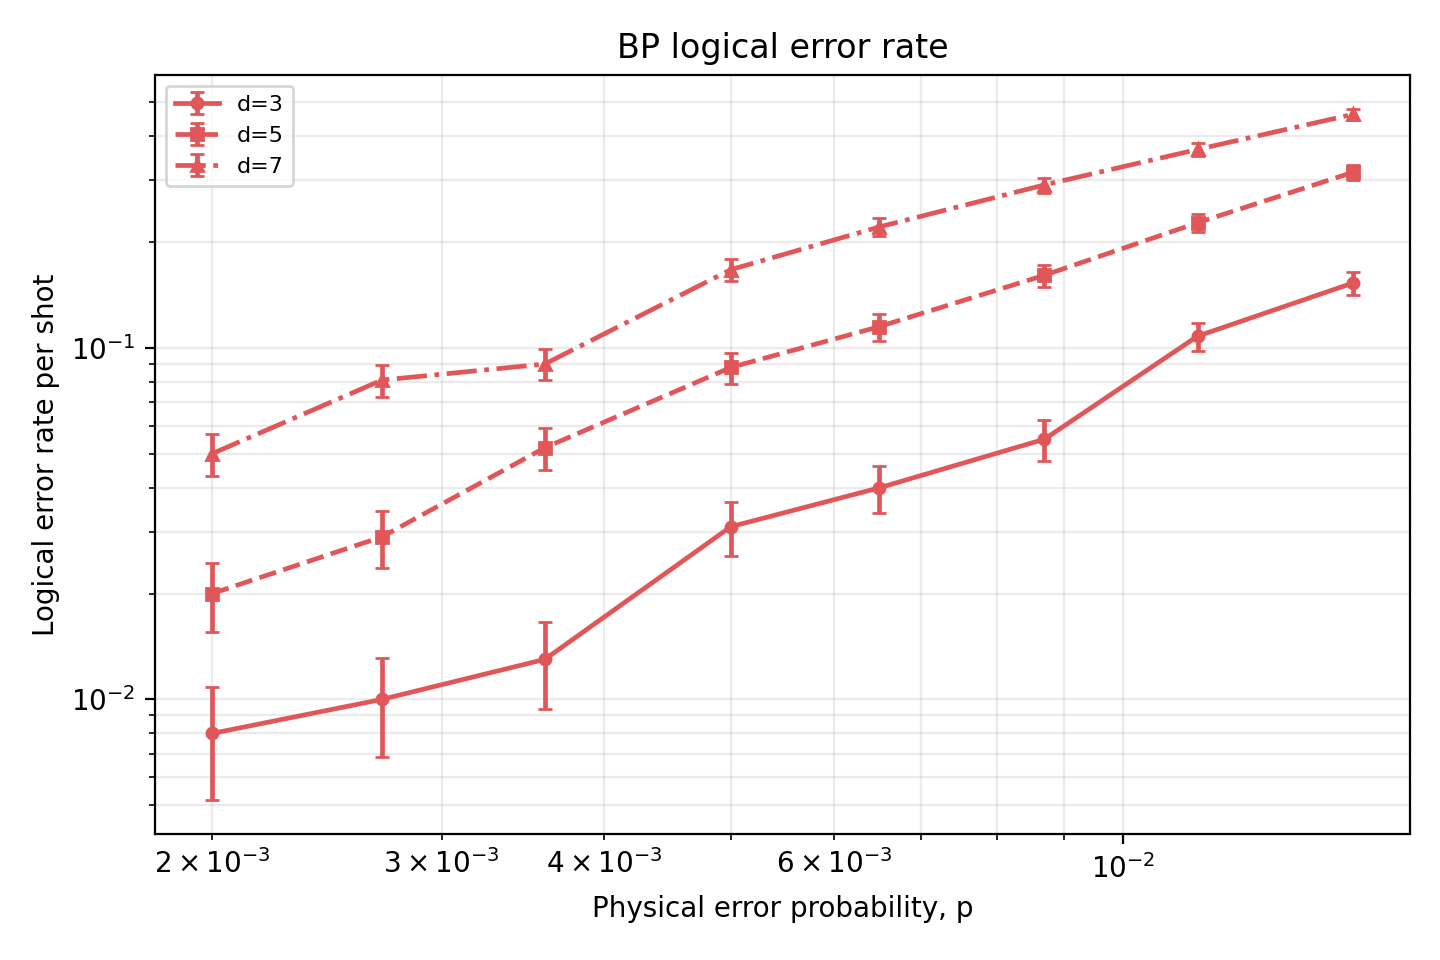 BP logical error rate
d=3
d=5
d=7
Logical error rate per shot
10⁻¹
10⁻²
2 × 10⁻³
3 × 10⁻³
4 × 10⁻³
6 × 10⁻³
10⁻²
Physical error probability, p